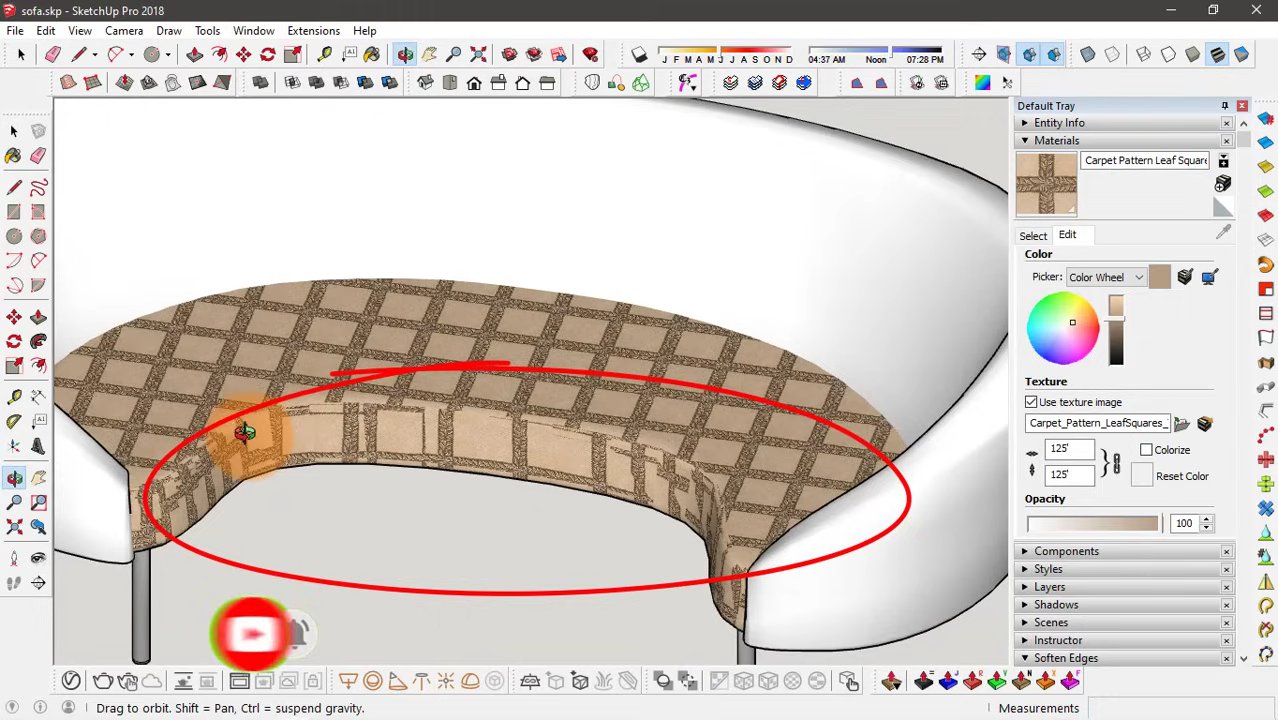 sofa.skp - SketchUp Pro 2018
File Edit View Camera Draw Tools Window Extensions Help
J F M A M J J A S O N D
04:37 AM Noon 07:28 PM
Default Tray
Entity Info
Materials
Carpet Pattern Leaf Square
Select Edit
Color
Picker: Color Wheel
Texture
Use texture image
Carpet_Pattern_LeafSquares_
125'
Colorize
125'
Reset Color
Opacity
100
Components
Styles
Layers
Shadows
Scenes
Instructor
Soften Edges
Drag to orbit. Shift = Pan, Ctrl = suspend gravity.
Measurements